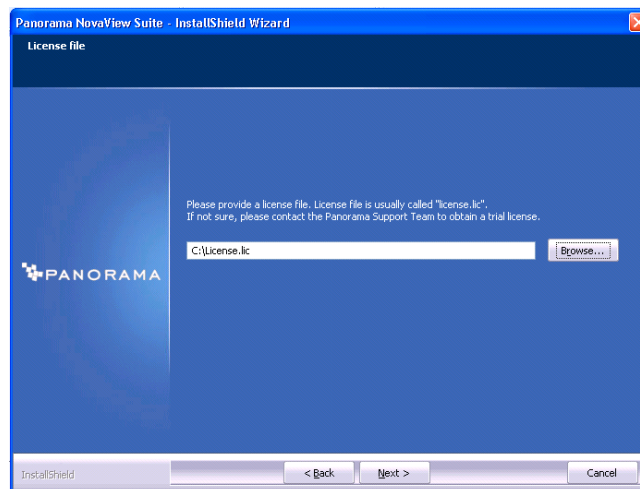 Panorama NovaView Suite - InstallShield Wizard
License file
Please provide a license file. License file is usually called "license.lic".
If not sure, please contact the Panorama Support Team to obtain a trial license.
C:\License.lic
Browse...
PANORAMA
InstallShield
< Back
Next >
Cancel